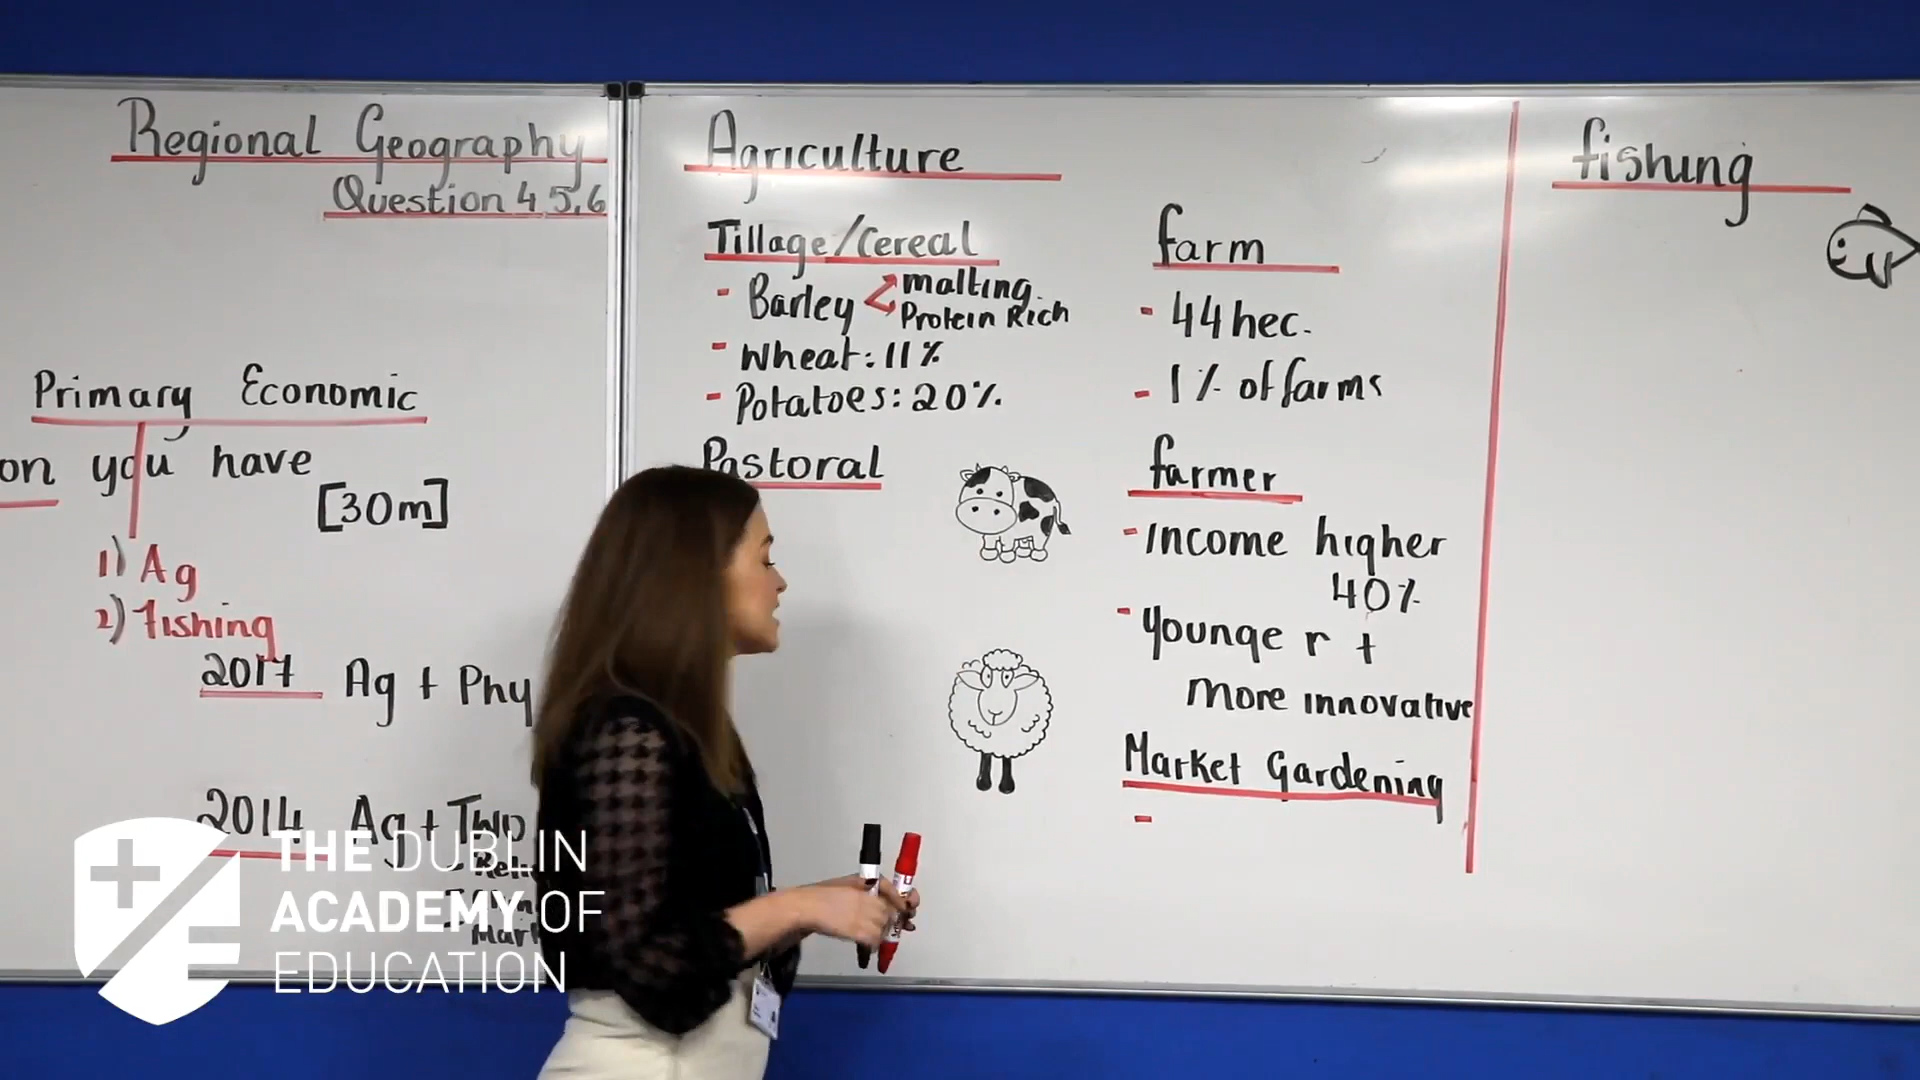 Regional Geography
Question 4 5,6
Primary Economic
on you have
[30m]
1) Ag
2) Fishing
2017 Ag + Phy
2014 Ag + Two
Agriculture
Tillage/Cereal
- Barley malting
Protein Rich
- Wheat: 11%
- Potatoes: 20%
Pastoral
farm
- 44 hec.
- 1% of farms
farmer
- Income higher
40%
- Younger +
more innovative
Market Gardening
-
fishing
THE DUBLIN
ACADEMY OF
EDUCATION